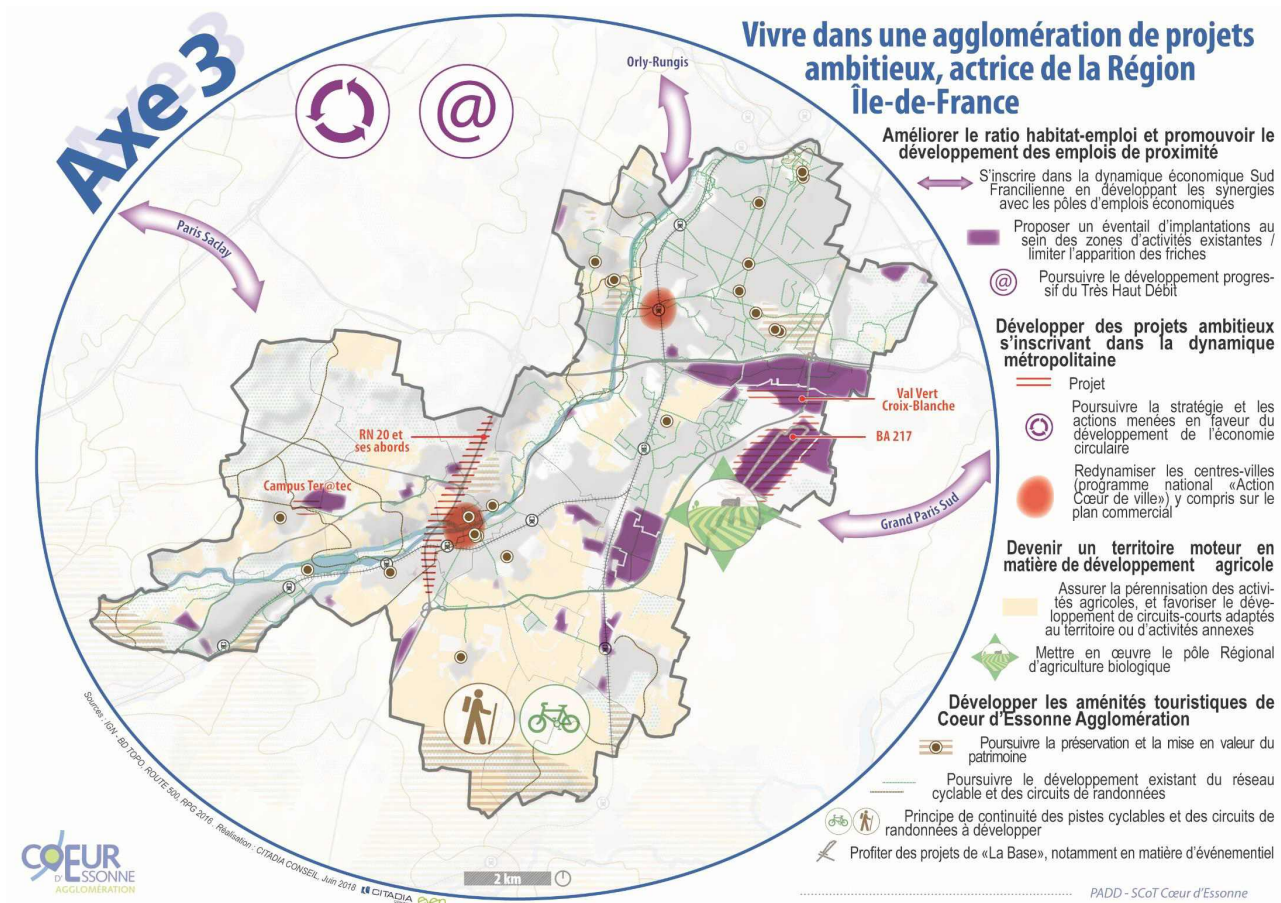 Axe 3
Vivre dans une agglomération de projets
ambitieux, actrice de la Région
Île-de-France
Orly-Rungis
Paris Saclay
@
RN 20 et
ses abords
Campus Ter@tec
Val Vert
Croix-Blanche
BA 217
Grand Paris Sud
Améliorer le ratio habitat-emploi et promouvoir le
développement des emplois de proximité
S'inscrire dans la dynamique économique Sud
Francilienne en développant les synergies
avec les pôles d'emplois économiques
Proposer un éventail d'implantations au
sein des zones d'activités existantes /
limiter l'apparition des friches
@
Poursuivre le développement progres-
sif du Très Haut Débit
Développer des projets ambitieux
s'inscrivant dans la dynamique
métropolitaine
Projet
Poursuivre la stratégie et les
actions menées en faveur du
développement de l'économie
circulaire
Redynamiser les centres-villes
(programme national «Action
Cœur de ville») y compris sur le
plan commercial
Devenir un territoire moteur en
matière de développement agricole
Assurer la pérennisation des activi-
tés agricoles, et favoriser le déve-
loppement de circuits-courts adaptés
au territoire ou d'activités annexes
Mettre en œuvre le pôle Régional
d'agriculture biologique
Développer les aménités touristiques de
Coeur d'Essonne Agglomération
Poursuivre la préservation et la mise en valeur du
patrimoine
Poursuivre le développement existant du réseau
cyclable et des circuits de randonnées
Principe de continuité des pistes cyclables et des circuits de
randonnées à développer
Profiter des projets de «La Base», notamment en matière d'événementiel
Sources : IGN - BD TOPO, ROUTE 500, RPG 2016 . Réalisation : CITADIA CONSEIL, Juin 2018
CITADIA
even
2 km
CŒUR
D'ESSONNE
AGGLOMÉRATION
PADD - SCoT Cœur d'Essonne